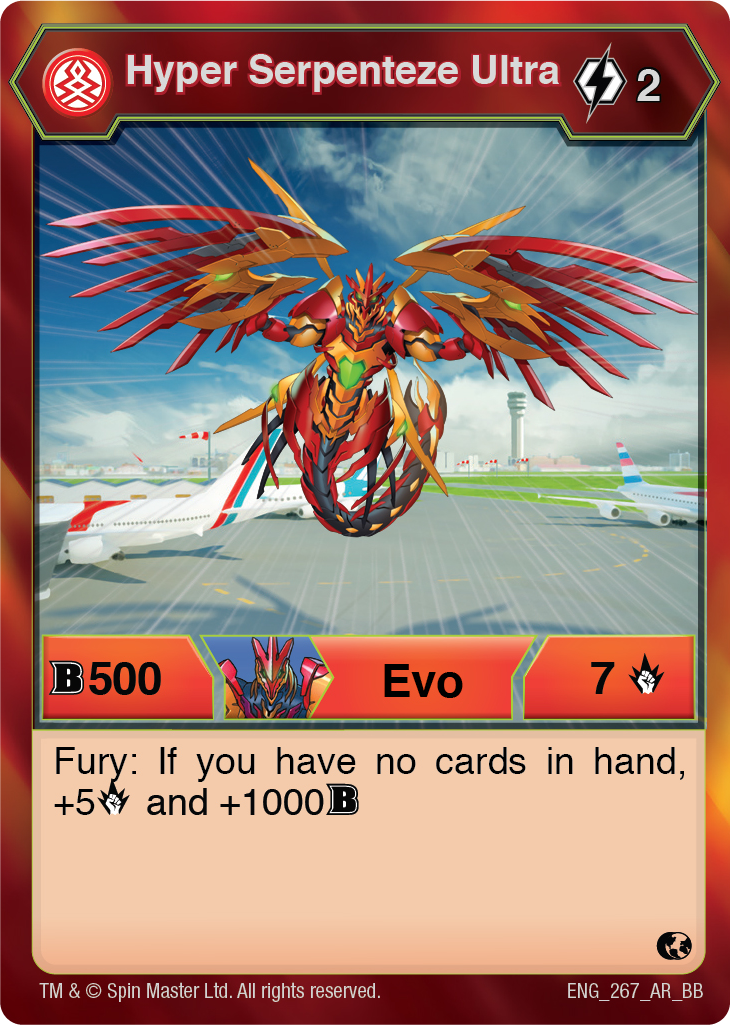 Hyper Serpenteze Ultra 2
B 500 Evo 7
Fury: If you have no cards in hand,
+5 and +1000 B
TM & © Spin Master Ltd. All rights reserved. ENG_267_AR_BB